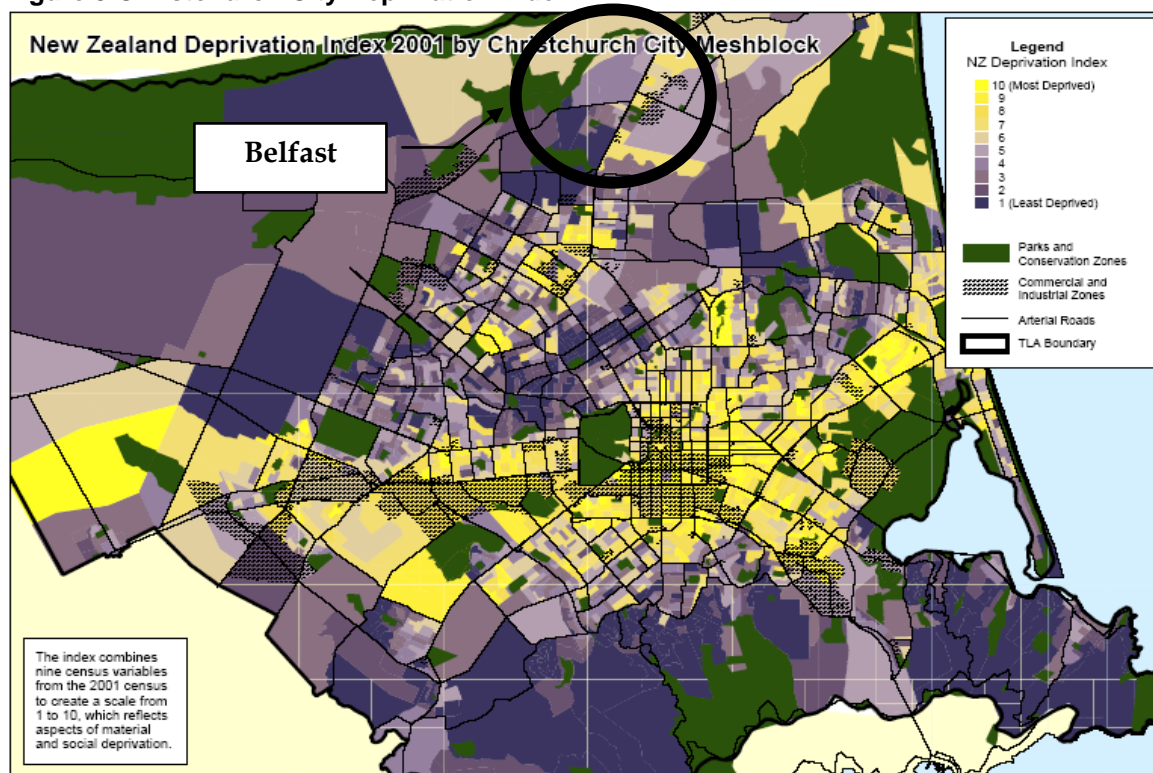 New Zealand Deprivation Index 2001 by Christchurch City Meshblock
Belfast
Legend
NZ Deprivation Index
10 (Most Deprived)
9
8
7
6
5
4
3
2
1 (Least Deprived)
Parks and
Conservation Zones
Commercial and
Industrial Zones
Arterial Roads
TLA Boundary
The index combines
nine census variables
from the 2001 census
to create a scale from
1 to 10, which reflects
aspects of material
and social deprivation.